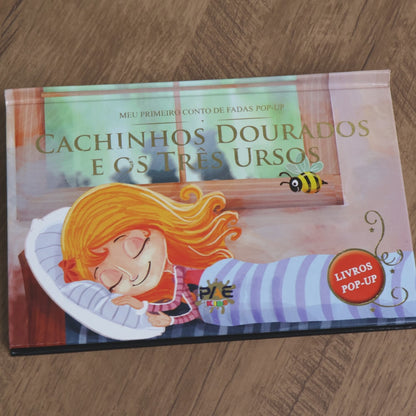 MEU PRIMEIRO CONTO DE FADAS POP-UP
CACHINHOS DOURADOS
E OS TRÊS URSOS
LIVROS
POP-UP